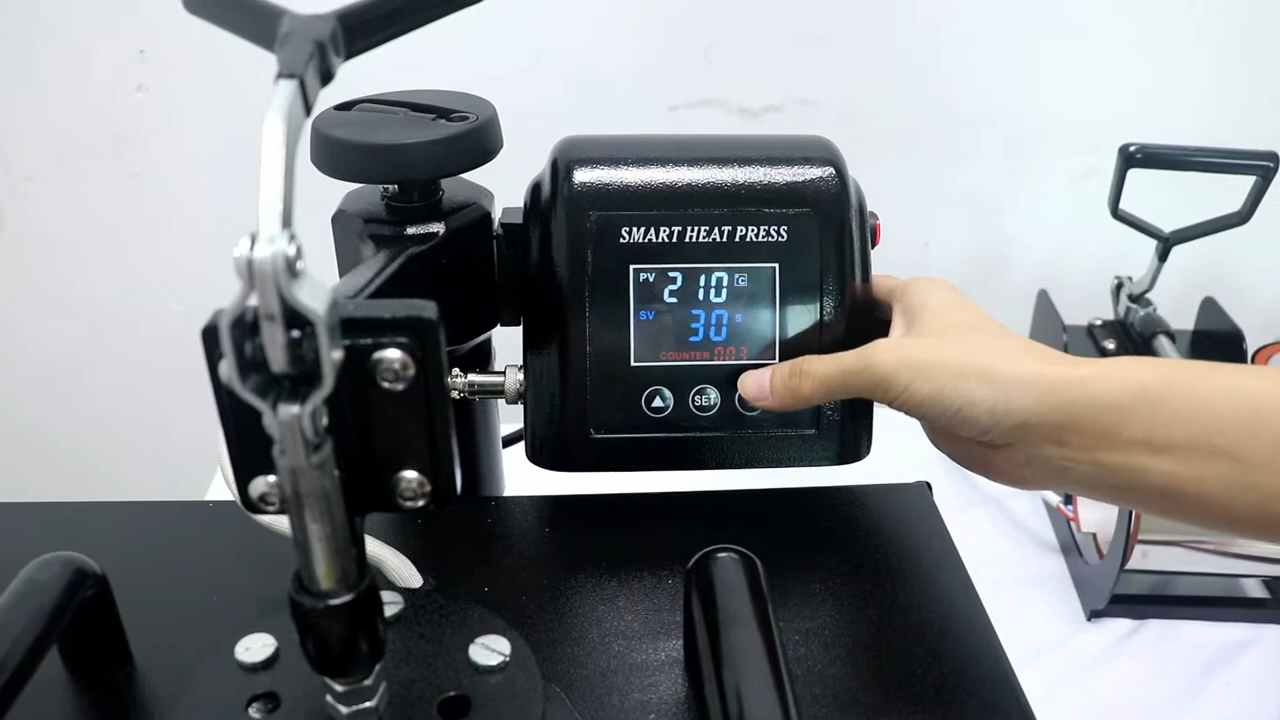 SMART HEAT PRESS
PV 210 °C
SV 30 S
COUNTER 003
SET